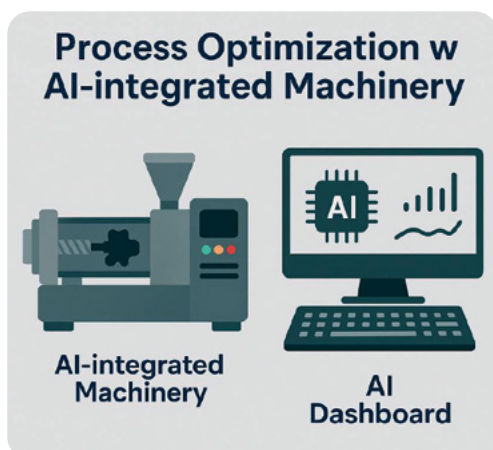 Process Optimization w
AI-integrated Machinery
AI
AI-integrated
Machinery
AI
Dashboard